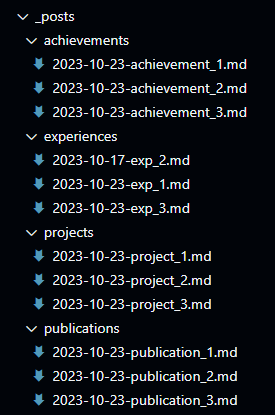 _posts
achievements
2023-10-23-achievement_1.md
2023-10-23-achievement_2.md
2023-10-23-achievement_3.md
experiences
2023-10-17-exp_2.md
2023-10-23-exp_1.md
2023-10-23-exp_3.md
projects
2023-10-23-project_1.md
2023-10-23-project_2.md
2023-10-23-project_3.md
publications
2023-10-23-publication_1.md
2023-10-23-publication_2.md
2023-10-23-publication_3.md